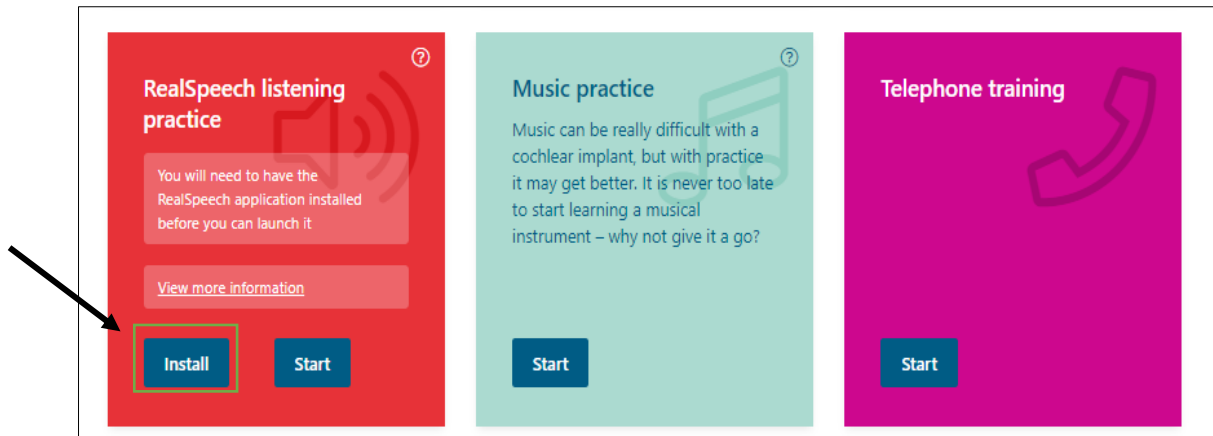 RealSpeech listening
practice
You will need to have the
RealSpeech application installed
before you can launch it
View more information
Install
Start
Music practice
Music can be really difficult with a
cochlear implant, but with practice
it may get better. It is never too late
to start learning a musical
instrument – why not give it a go?
Start
Telephone training
Start